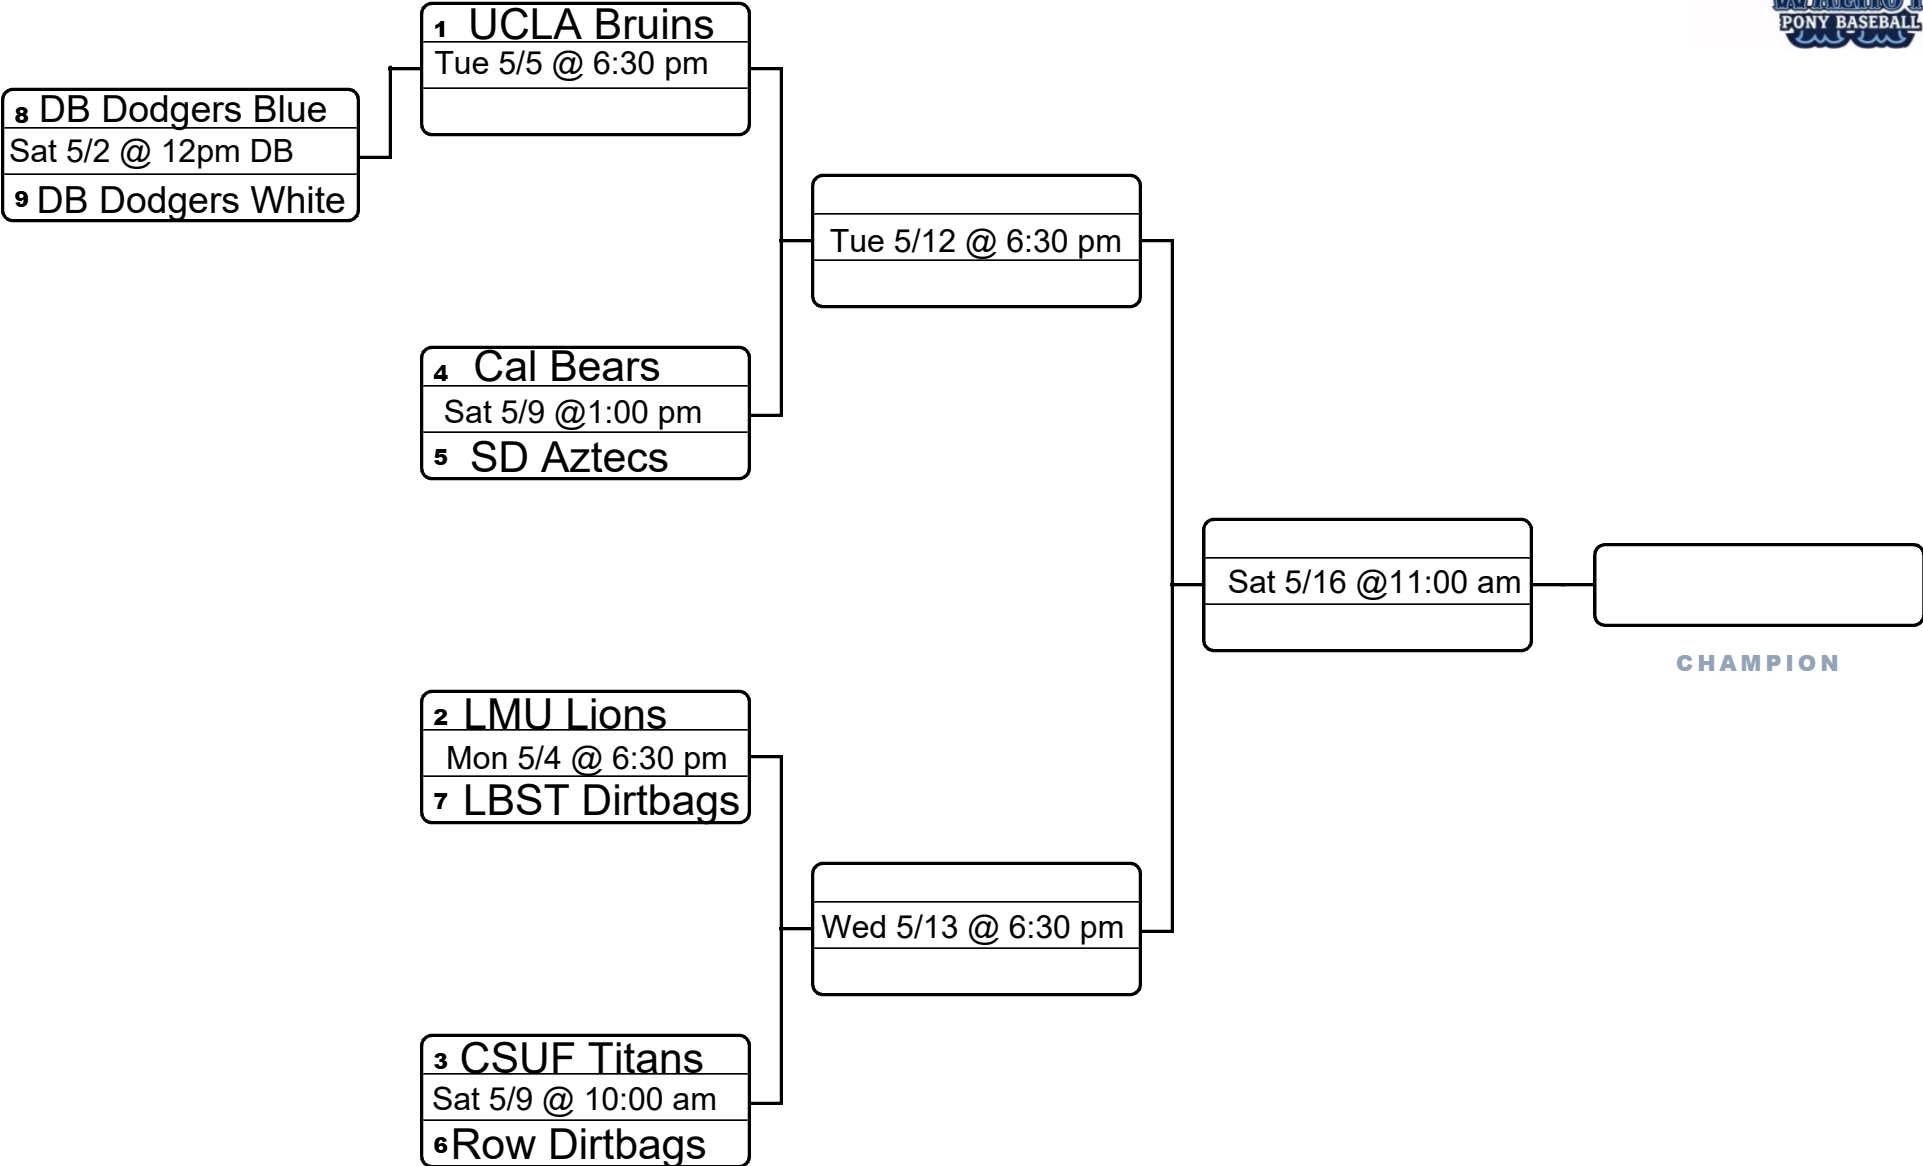 PONY BASEBALL
1 UCLA Bruins
Tue 5/5 @ 6:30 pm
8 DB Dodgers Blue
Sat 5/2 @ 12pm DB
9 DB Dodgers White
Tue 5/12 @ 6:30 pm
4 Cal Bears
Sat 5/9 @1:00 pm
5 SD Aztecs
Sat 5/16 @11:00 am
CHAMPION
2 LMU Lions
Mon 5/4 @ 6:30 pm
7 LBST Dirtbags
Wed 5/13 @ 6:30 pm
3 CSUF Titans
Sat 5/9 @ 10:00 am
6 Row Dirtbags